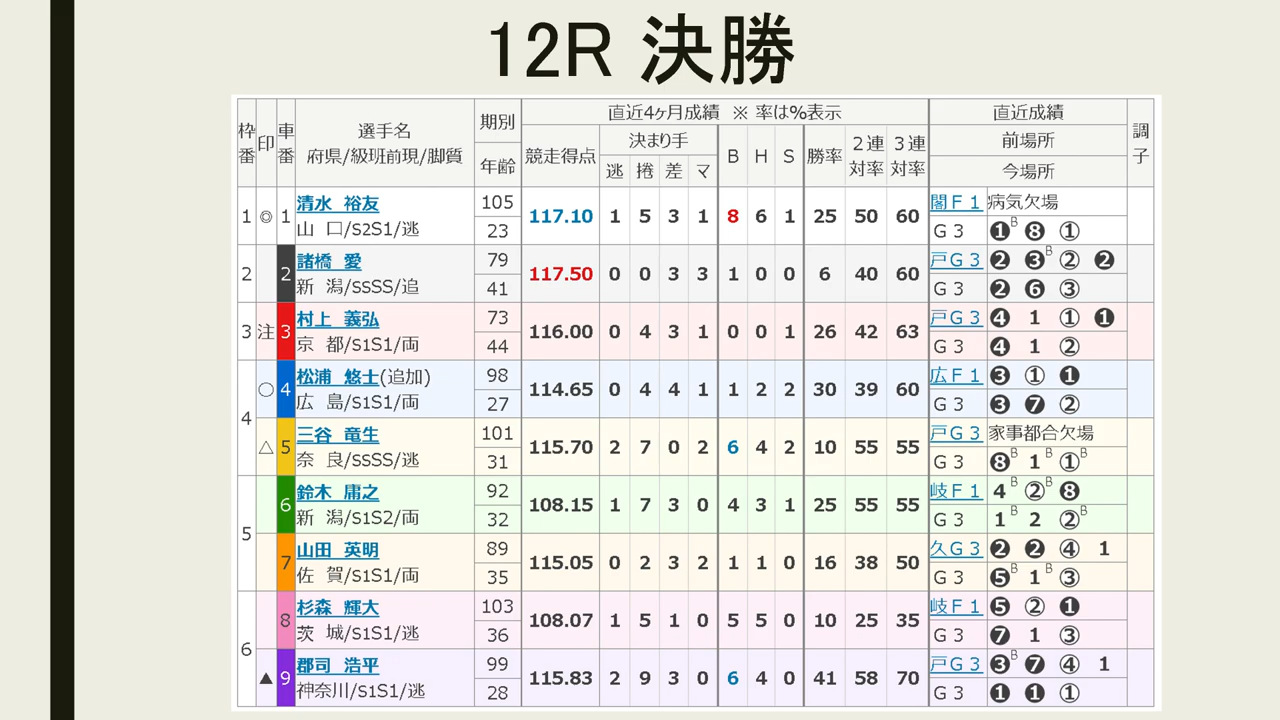 12R 決勝
枠番 印 車番 選手名 府県/級班前現/脚質 期別 年齢 直近4ヶ月成績 ※ 率は%表示 直近成績 調子
競走得点 決まり手 B H S 勝率 2連対率 3連対率 前場所
逃 捲 差 マ 今場所
1 ◎ 1 清水 裕友 105 117.10 1 5 3 1 8 6 1 25 50 60 閣F1 病気欠場
山 口/S2S1/逃 23 G3 ❶B ❽ ①
2 2 諸橋 愛 79 117.50 0 0 3 3 1 0 0 6 40 60 戸G3 ❷ ❸B ② ❷
新 潟/SSSS/追 41 G3 ❷ ❻ ③
3 注 3 村上 義弘 73 116.00 0 4 3 1 0 0 1 26 42 63 戸G3 ❹ 1 ① ❶
京 都/S1S1/両 44 G3 ❹ 1 ②
4 ○ 4 松浦 悠士(追加) 98 114.65 0 4 4 1 1 2 2 30 39 60 広F1 ❸ ① ❶
広 島/S1S1/両 27 G3 ❸ ❼ ②
△ 5 三谷 竜生 101 115.70 2 7 0 2 6 4 2 10 55 55 戸G3 家事都合欠場
奈 良/SSSS/逃 31 G3 ❽B 1B ①B
5 6 鈴木 庸之 92 108.15 1 7 3 0 4 3 1 25 55 55 岐F1 4B ②B ❽
新 潟/S1S2/両 32 G3 1B 2 ②B
7 山田 英明 89 115.05 0 2 3 2 1 1 0 16 38 50 久G3 ❷ ❷ ④ 1
佐 賀/S1S1/両 35 G3 ❺B 1B ③
6 8 杉森 輝大 103 108.07 1 5 1 0 5 5 0 10 25 35 岐F1 ❺ ② ❶
茨 城/S1S1/逃 36 G3 ❼ 1 ③
▲ 9 郡司 浩平 99 115.83 2 9 3 0 6 4 0 41 58 70 戸G3 ❸B ❼ ④ 1
神奈川/S1S1/逃 28 G3 ❶ ❶ ①